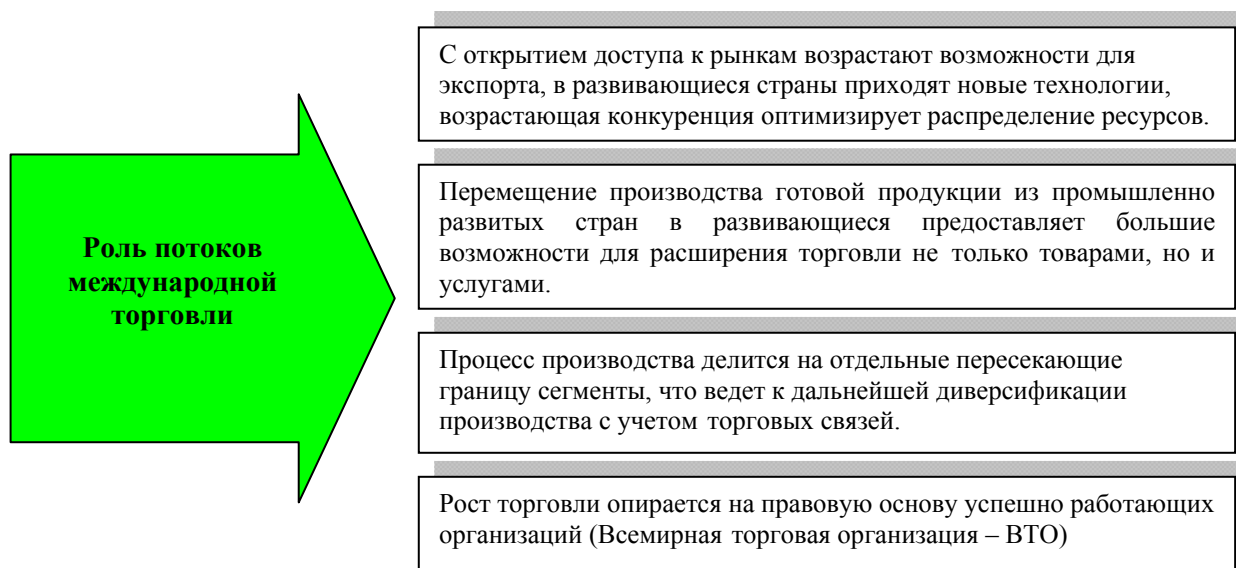 Роль потоков
международной
торговли
С открытием доступа к рынкам возрастают возможности для
экспорта, в развивающиеся страны приходят новые технологии,
возрастающая конкуренция оптимизирует распределение ресурсов.
Перемещение производства готовой продукции из промышленно
развитых стран в развивающиеся предоставляет большие
возможности для расширения торговли не только товарами, но и
услугами.
Процесс производства делится на отдельные пересекающие
границу сегменты, что ведет к дальнейшей диверсификации
производства с учетом торговых связей.
Рост торговли опирается на правовую основу успешно работающих
организаций (Всемирная торговая организация – ВТО)